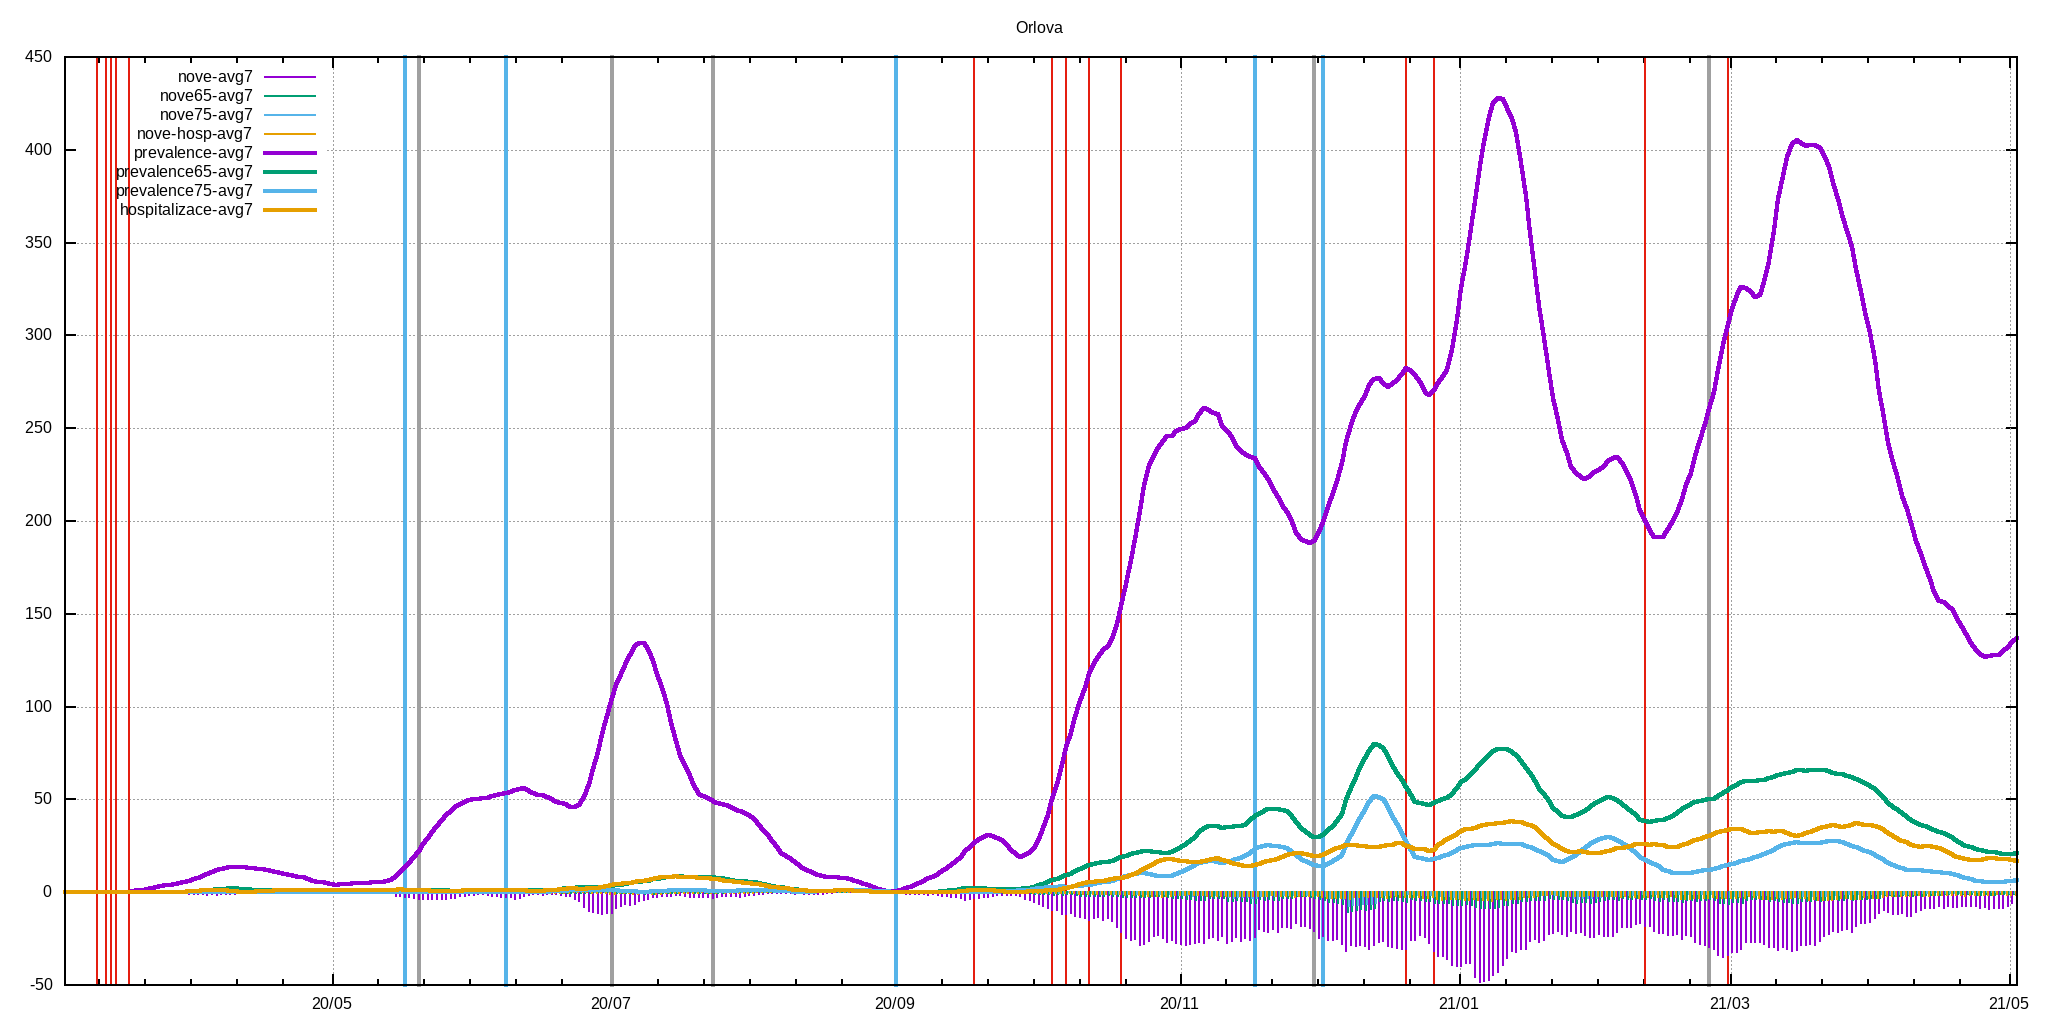 Orlova
450
400
350
300
250
200
150
100
50
0
-50
nove-avg7
nove65-avg7
nove75-avg7
nove-hosp-avg7
prevalence-avg7
prevalence65-avg7
prevalence75-avg7
hospitalizace-avg7
20/05 20/07 20/09 20/11 21/01 21/03 21/05